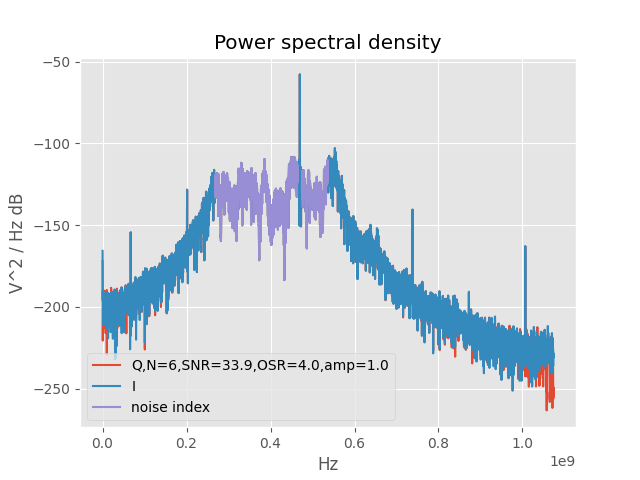 Power spectral density
V^2 / Hz dB
−50
−100
−150
−200
−250
Q,N=6,SNR=33.9,OSR=4.0,amp=1.0
I
noise index
0.0 0.2 0.4 0.6 0.8 1.0
1e9
Hz